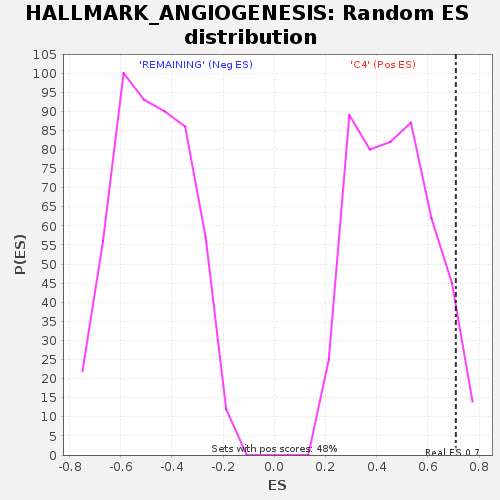 HALLMARK_ANGIOGENESIS: Random ES
distribution
'REMAINING' (Neg ES)
'C4' (Pos ES)
P(ES)
105
100
95
90
85
80
75
70
65
60
55
50
45
40
35
30
25
20
15
10
5
0
Sets with pos scores: 48%
Real ES 0.7
-0.8 -0.6 -0.4 -0.2 0.0 0.2 0.4 0.6 0.8
ES